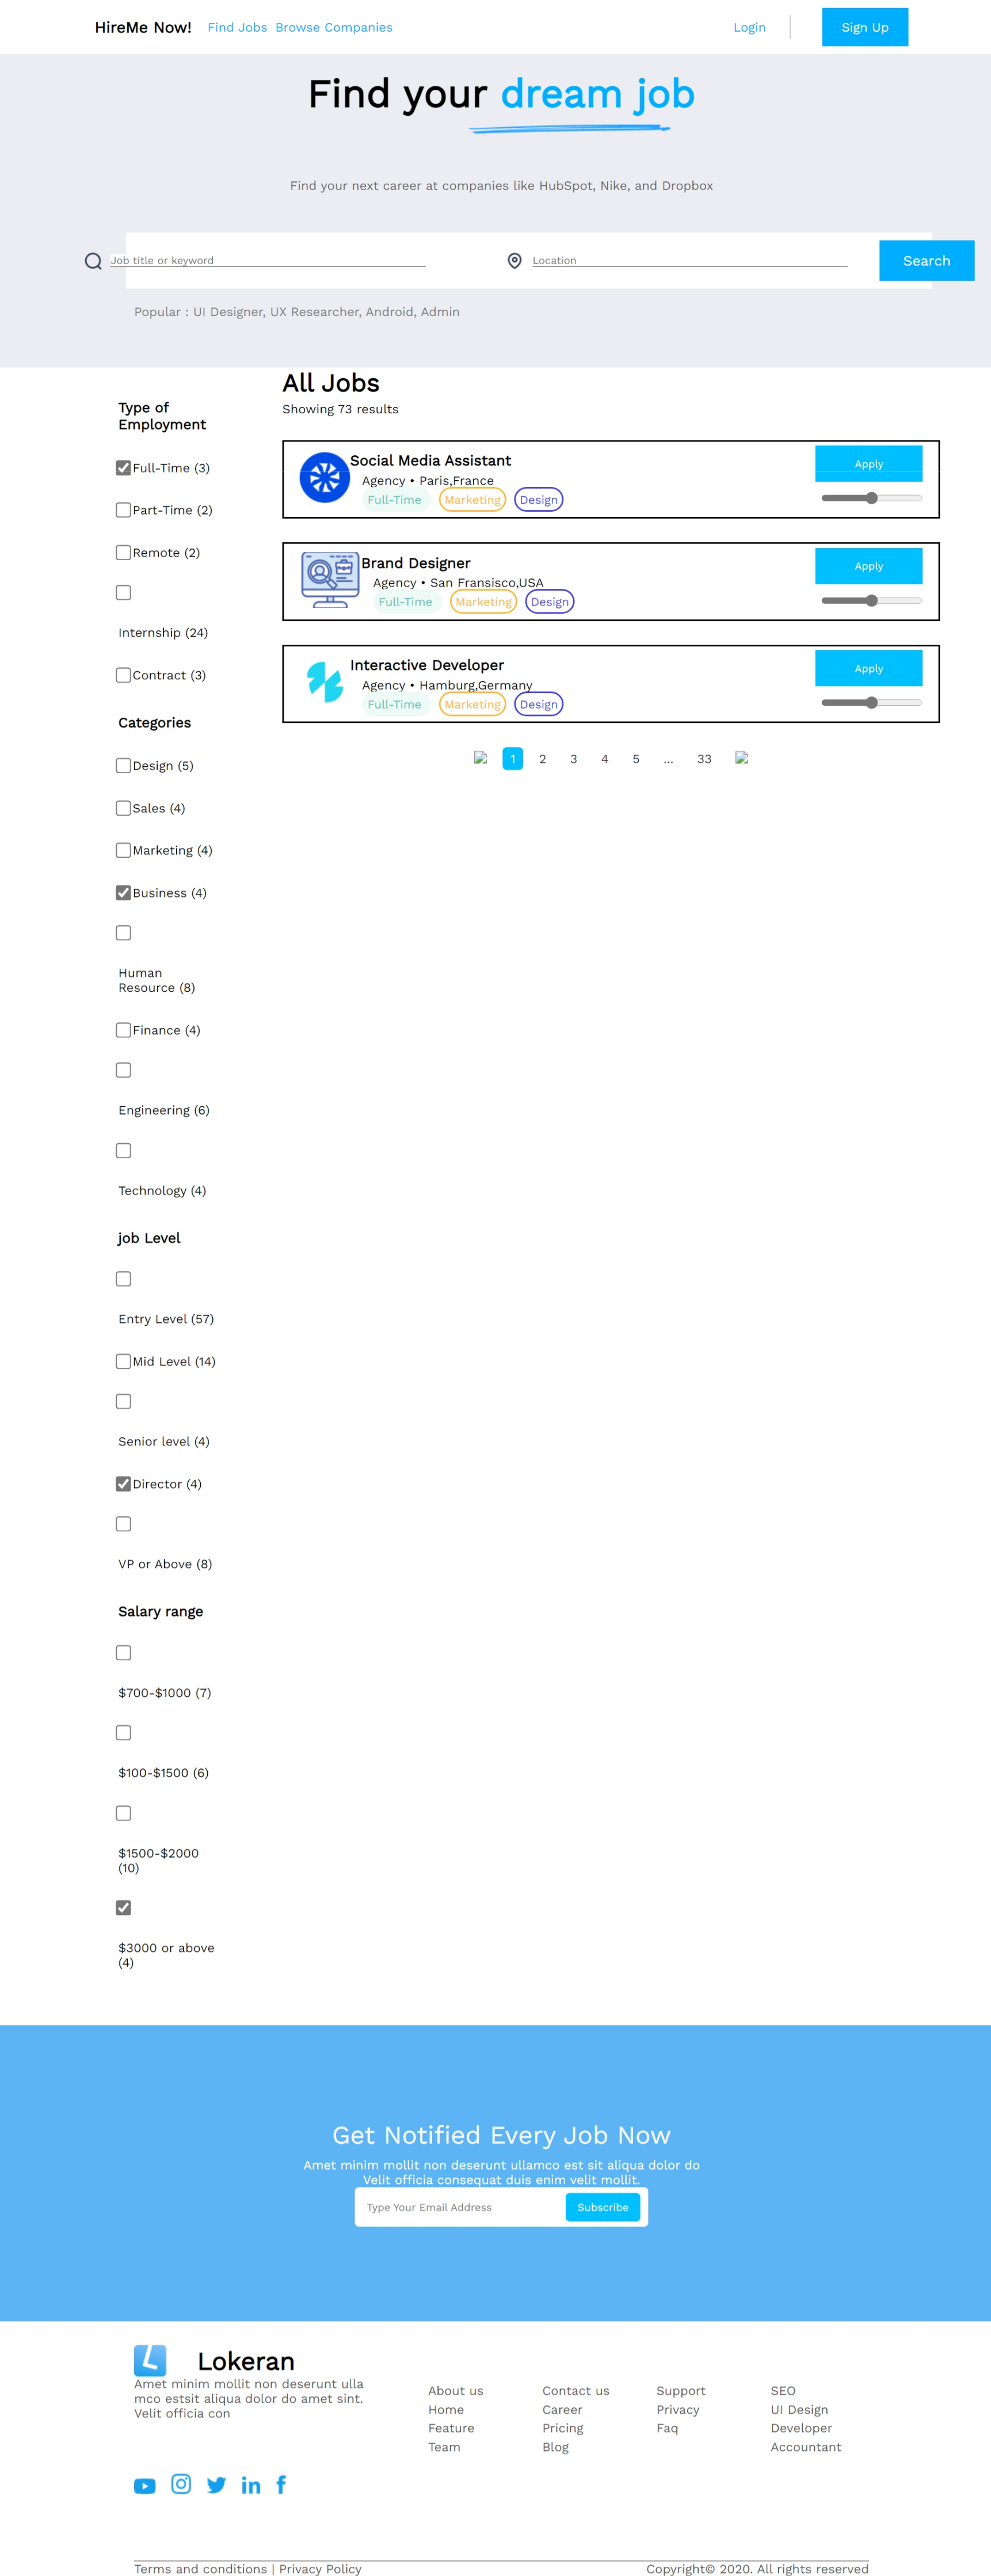 HireMe Now! Find Jobs Browse Companies Login Sign Up
Find your dream job
Find your next career at companies like HubSpot, Nike, and Dropbox
Job title or keyword Location Search
Popular : UI Designer, UX Researcher, Android, Admin
Type of
Employment
Full-Time (3)
Part-Time (2)
Remote (2)
Internship (24)
Contract (3)
Categories
Design (5)
Sales (4)
Marketing (4)
Business (4)
Human
Resource (8)
Finance (4)
Engineering (6)
Technology (4)
job Level
Entry Level (57)
Mid Level (14)
Senior level (4)
Director (4)
VP or Above (8)
Salary range
$700-$1000 (7)
$100-$1500 (6)
$1500-$2000
(10)
$3000 or above
(4)
All Jobs
Showing 73 results
Social Media Assistant
Agency • Paris,France
Full-Time Marketing Design
Apply
Brand Designer
Agency • San Fransisco,USA
Full-Time Marketing Design
Apply
Interactive Developer
Agency • Hamburg,Germany
Full-Time Marketing Design
Apply
1 2 3 4 5 ... 33
Get Notified Every Job Now
Amet minim mollit non deserunt ullamco est sit aliqua dolor do
Velit officia consequat duis enim velit mollit.
Type Your Email Address Subscribe
Lokeran
Amet minim mollit non deserunt ulla
mco estsit aliqua dolor do amet sint.
Velit officia con
About us
Home
Feature
Team
Contact us
Career
Pricing
Blog
Support
Privacy
Faq
SEO
UI Design
Developer
Accountant
Terms and conditions | Privacy Policy Copyright© 2020. All rights reserved